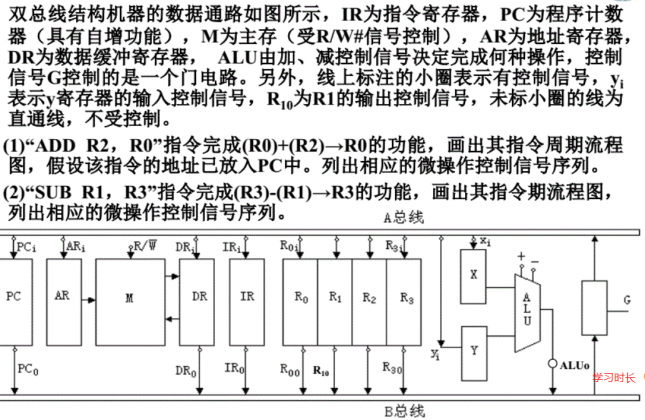 双总线结构机器的数据通路如图所示，IR为指令寄存器，PC为程序计数
器（具有自增功能），M为主存（受R/W#信号控制），AR为地址寄存器，
DR为数据缓冲寄存器， ALU由加、减控制信号决定完成何种操作，控制
信号G控制的是一个门电路。另外，线上标注的小圈表示有控制信号，yi
表示y寄存器的输入控制信号，R10为R1的输出控制信号，未标小圈的线为
直通线，不受控制。
(1)“ADD R2，R0”指令完成(R0)+(R2)→R0的功能，画出其指令周期流程
图，假设该指令的地址已放入PC中。列出相应的微操作控制信号序列。
(2)“SUB R1，R3”指令完成(R3)-(R1)→R3的功能，画出其指令期流程图，
列出相应的微操作控制信号序列。
A总线
PCi ARi R/W̅ DRi IRi R0i R3i xi
+ −
PC AR M DR IR R0 R1 R2 R3 X ALU G
yi Y
PC0 DR0 IR0 R00 R10 R30 ALUo
学习时长
B总线